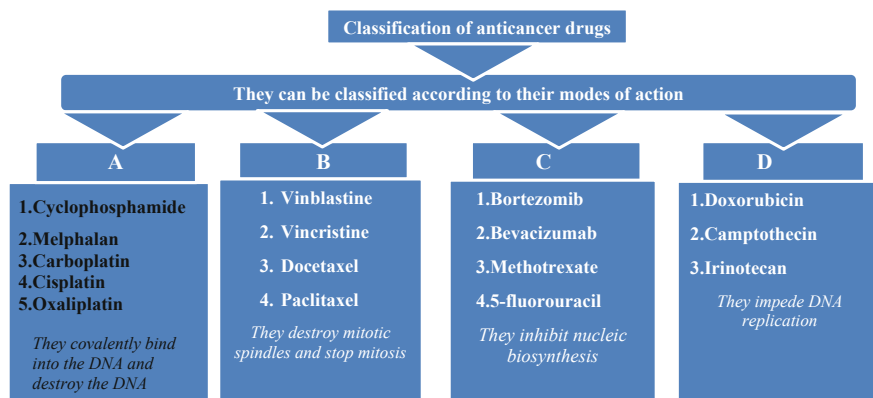 Classification of anticancer drugs
They can be classified according to their modes of action
A
1.Cyclophosphamide
2.Melphalan
3.Carboplatin
4.Cisplatin
5.Oxaliplatin
They covalently bind
into the DNA and
destroy the DNA
B
1. Vinblastine
2. Vincristine
3. Docetaxel
4. Paclitaxel
They destroy mitotic
spindles and stop mitosis
C
1.Bortezomib
2.Bevacizumab
3.Methotrexate
4.5-fluorouracil
They inhibit nucleic
biosynthesis
D
1.Doxorubicin
2.Camptothecin
3.Irinotecan
They impede DNA
replication